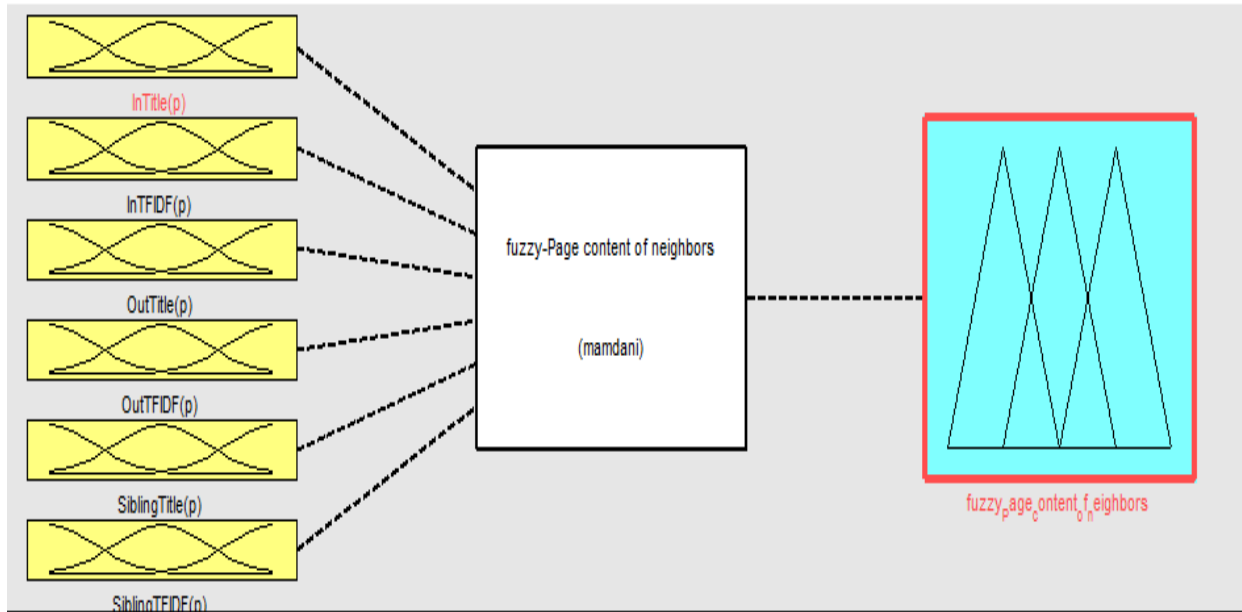 InTitle(p)
InTFIDF(p)
OutTitle(p)
OutTFIDF(p)
SiblingTitle(p)
SiblingTFIDF(p)
fuzzy-Page content of neighbors
(mamdani)
fuzzy_page_content_of_neighbors